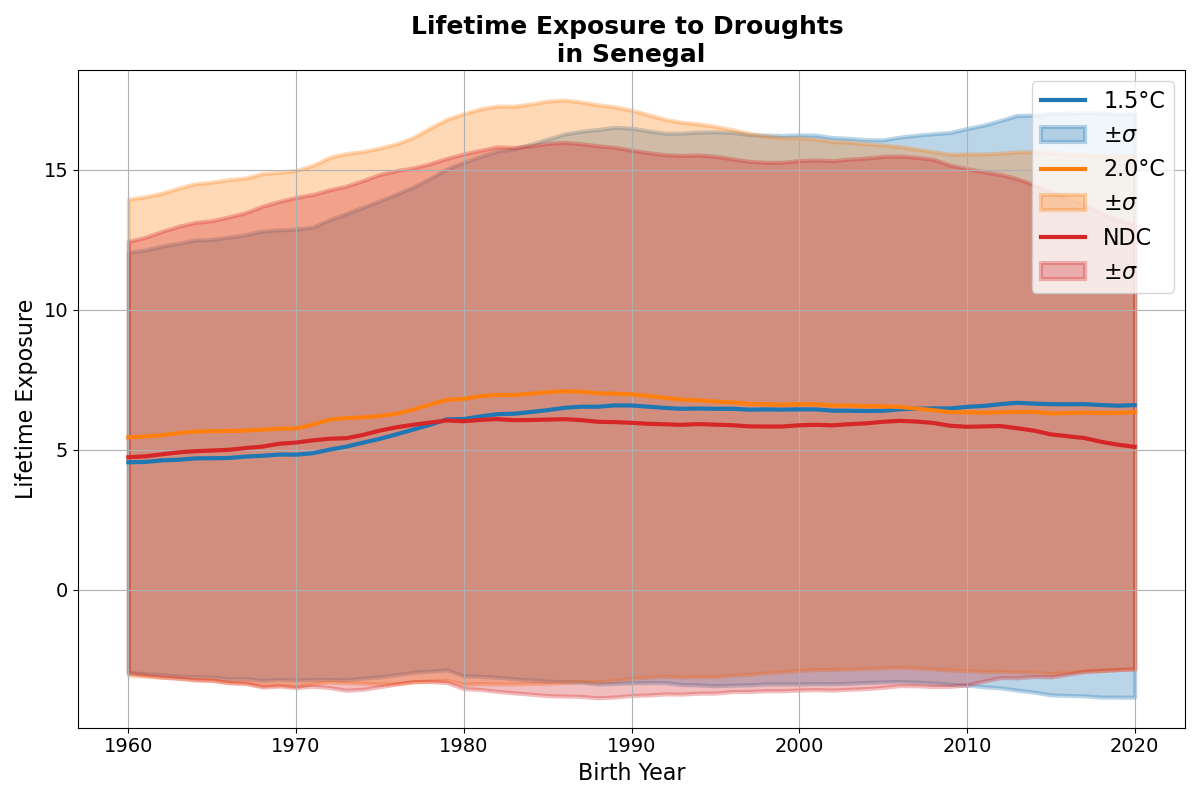 Lifetime Exposure to Droughts
in Senegal
1.5°C
±σ
2.0°C
±σ
NDC
±σ
Lifetime Exposure
15
10
5
0
1960
1970
1980
1990
2000
2010
2020
Birth Year